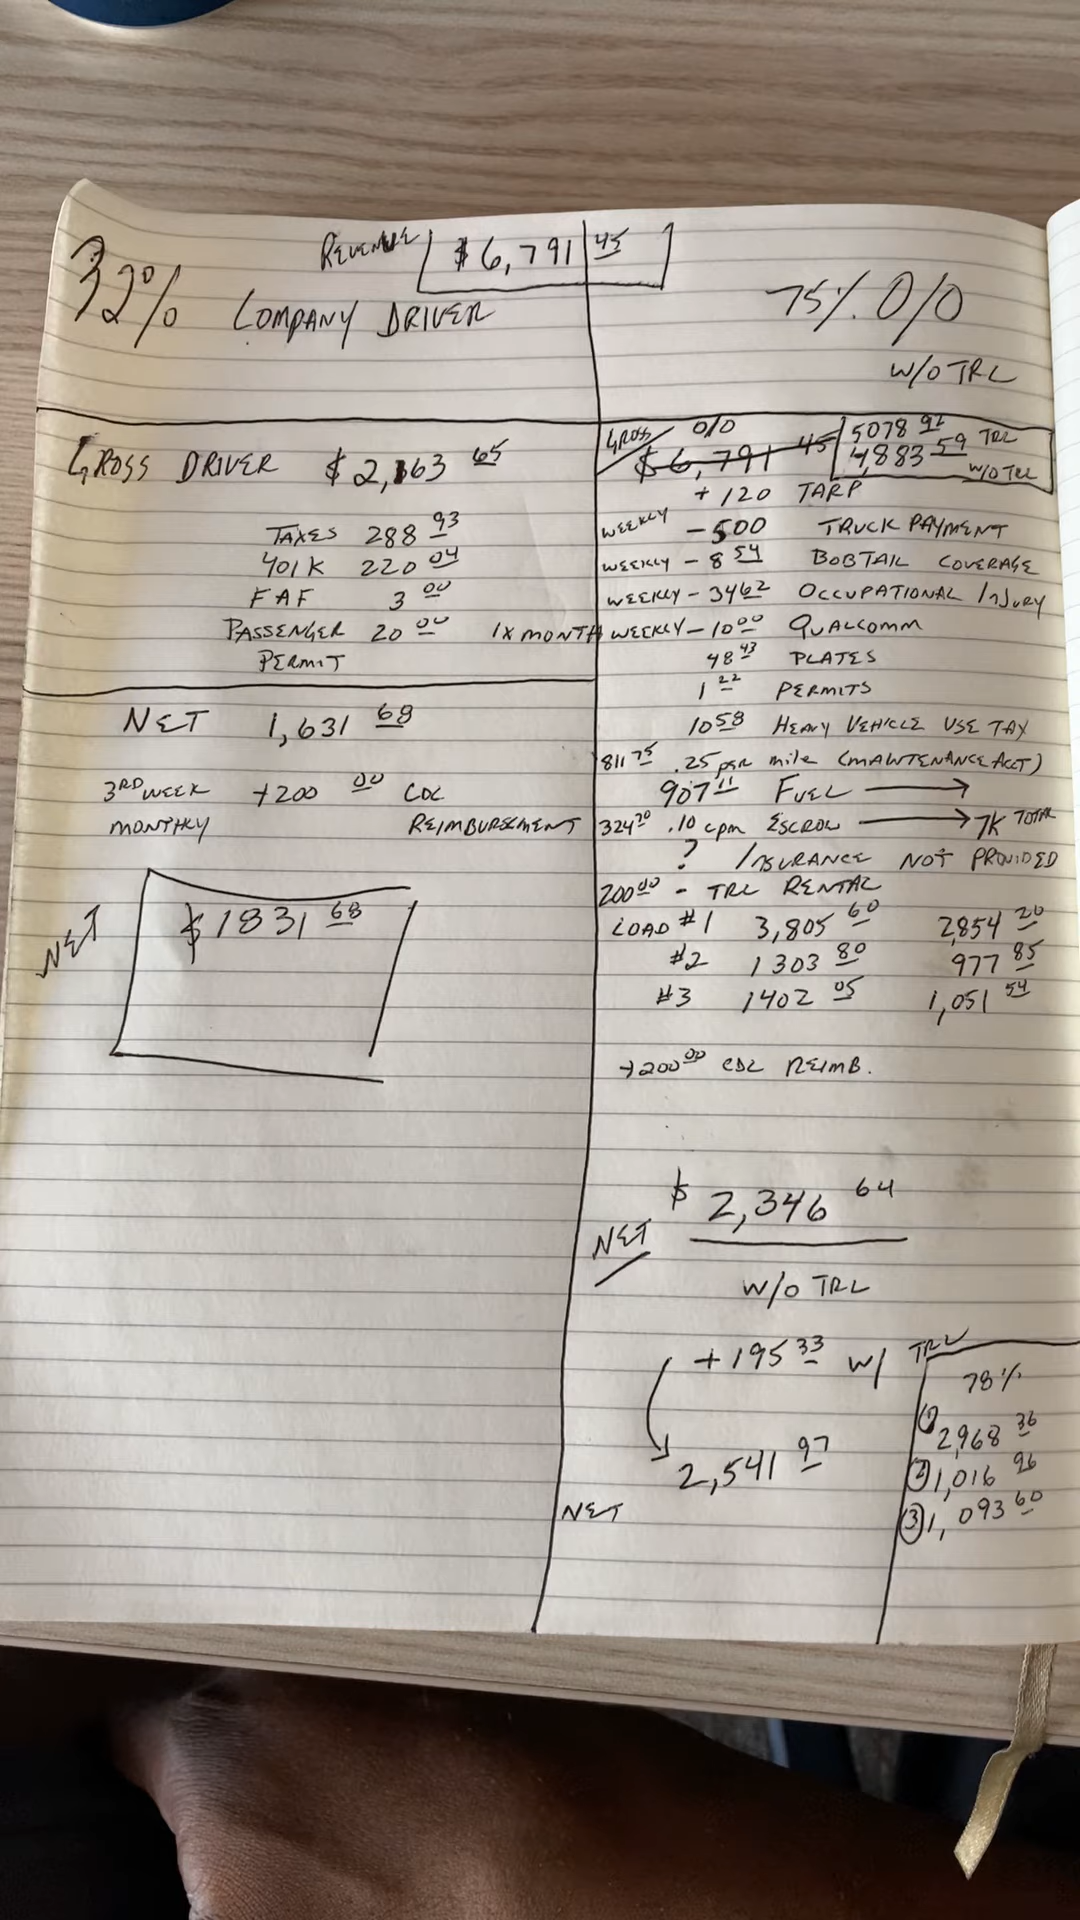 REVENUE $6,791 45
32% COMPANY DRIVER
GROSS DRIVER $2,163 65
TAXES 288 93
401K 220 04
FAF 3 00
PASSENGER 20 00 1X MONTH
PERMIT
NET 1,631 68
3RD WEEK +200 00 CDL
MONTHLY REIMBURSEMENT
NET $1831 68
75% O/O
W/O TRL
GROSS O/O
$6,791 45
5078 92 TRL
4,883 59 W/O TRL
+120 TARP
WEEKLY -500 TRUCK PAYMENT
WEEKLY - 8 54 BOBTAIL COVERAGE
WEEKLY - 34 62 OCCUPATIONAL INJURY
WEEKLY - 10 00 QUALCOMM
48 43 PLATES
1 22 PERMITS
10 58 HEAVY VEHICLE USE TAX
811 75 .25 per mile (MAINTENANCE ACCT)
907 11 FUEL →
324 70 .10 cpm ESCROW → 7K TOTAL
? INSURANCE NOT PROVIDED
200 00 - TRL RENTAL
LOAD #1 3,805 60 2,854 20
#2 1303 80 977 85
#3 1402 05 1,051 54
+200 00 CDL REIMB.
$ 2,346 64
NET
W/O TRL
+195 33 W/ TRL
2,541 97
NET
78%
① 2,968 36
② 1,016 96
③ 1,093 60